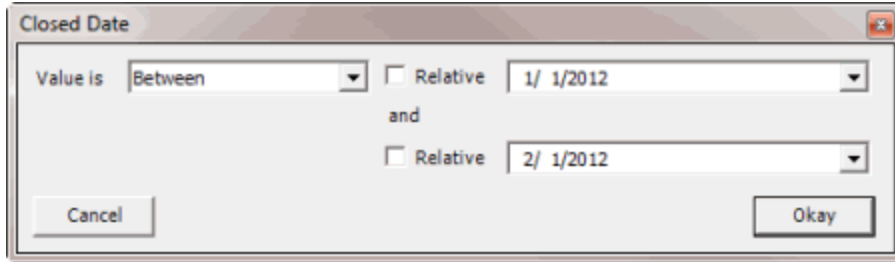 Closed Date
Value is Between Relative 1/ 1/2012
and
Relative 2/ 1/2012
Cancel Okay